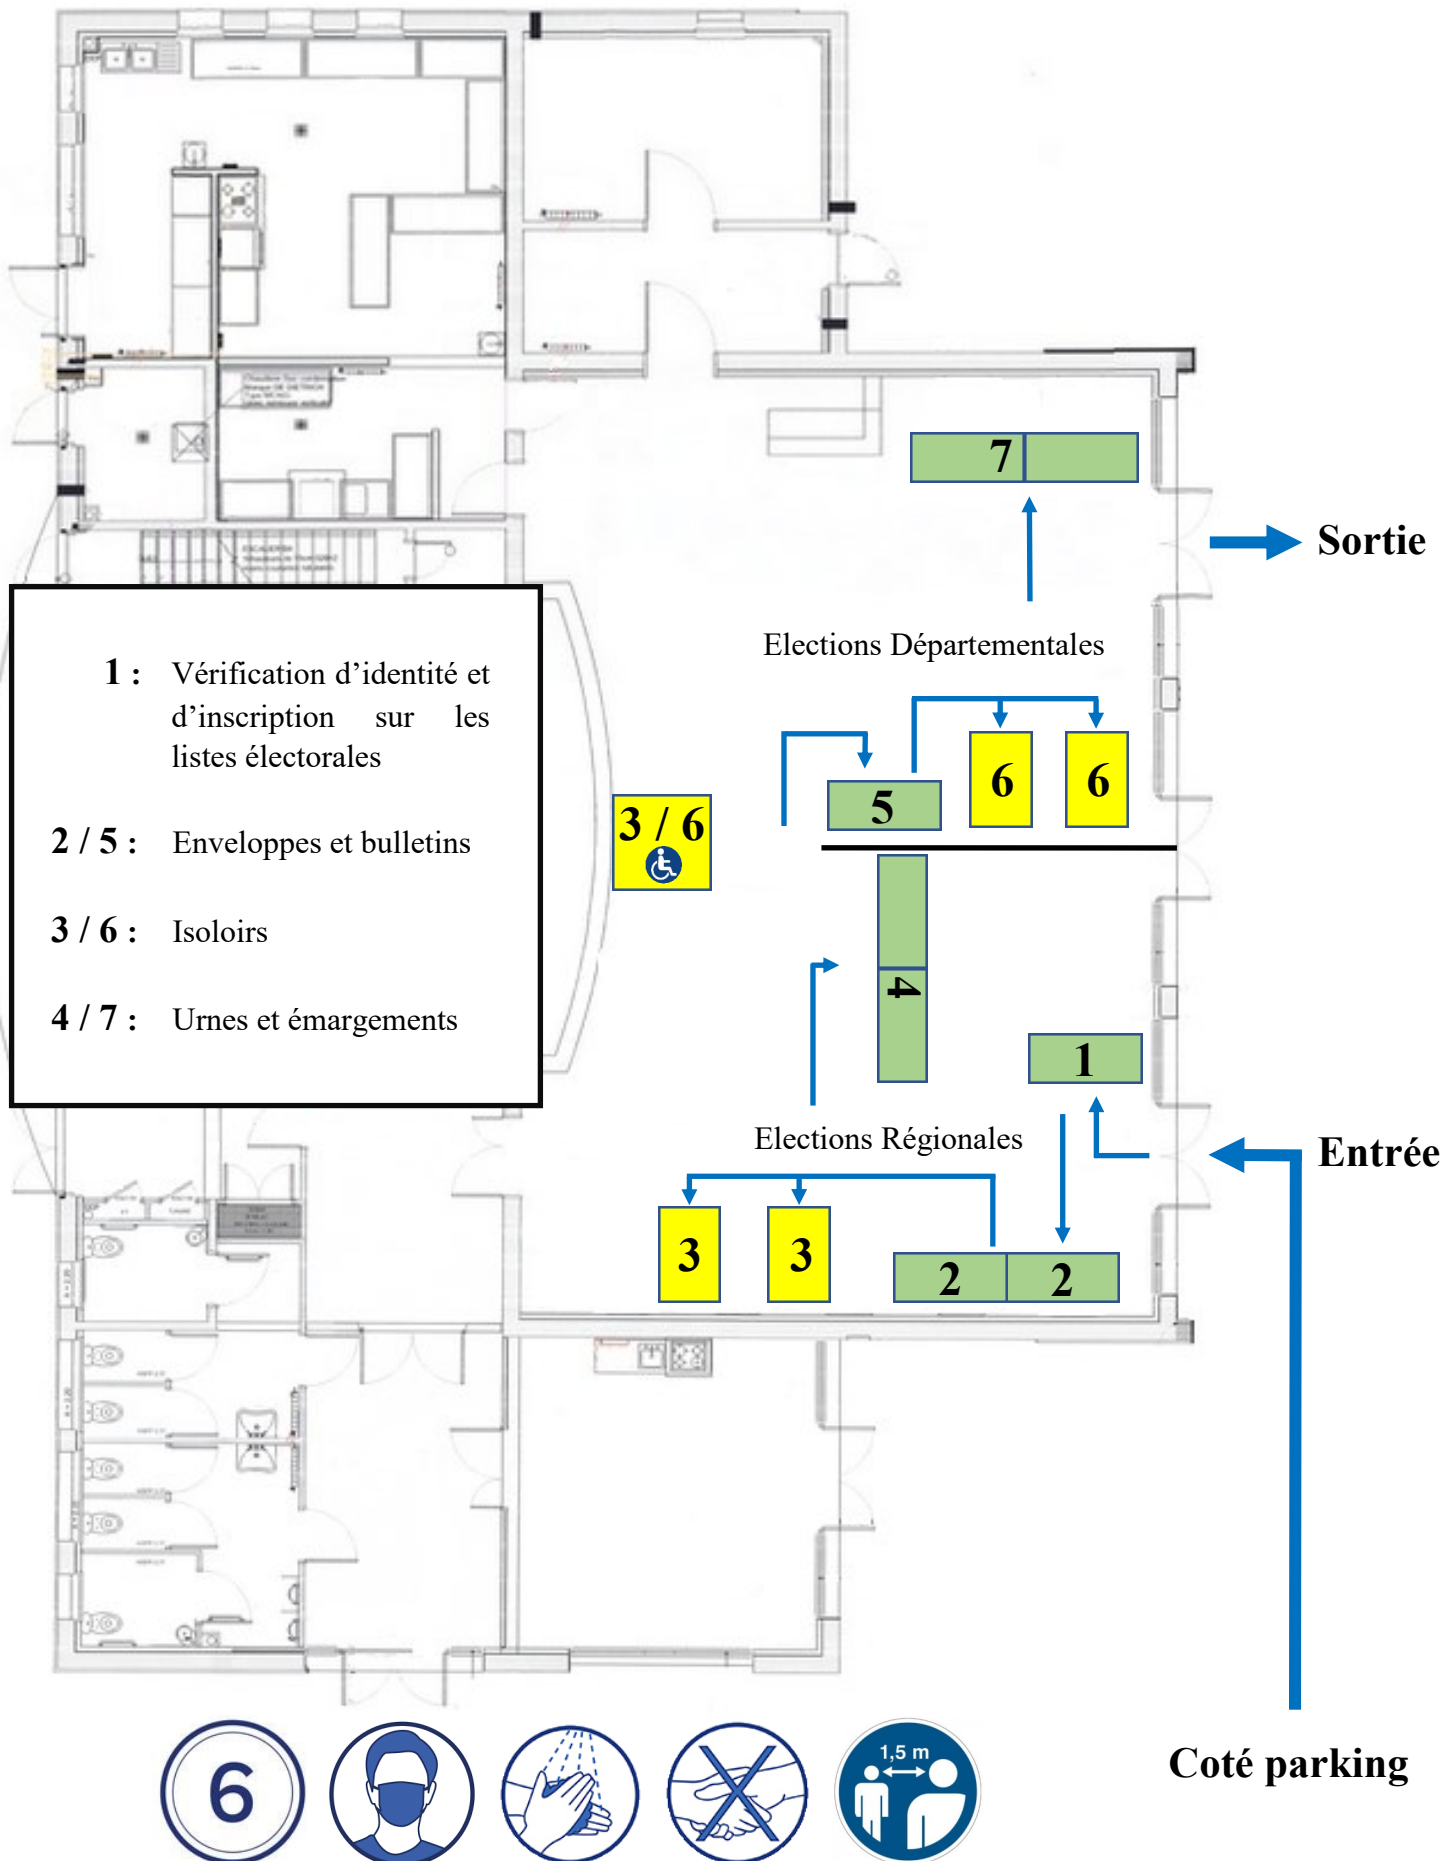 7
Sortie
Elections Départementales
1 : Vérification d’identité et
d’inscription sur les
listes électorales
2 / 5 : Enveloppes et bulletins
3 / 6 : Isoloirs
4 / 7 : Urnes et émargements
5
6
6
3 / 6
4
1
Elections Régionales
Entrée
3
3
2
2
Coté parking
6
1,5 m